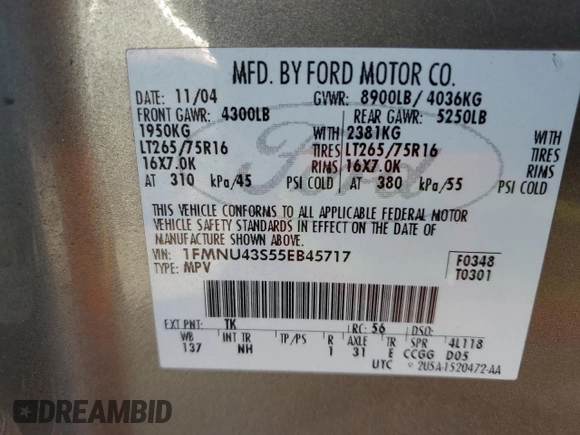 MFD. BY FORD MOTOR CO.
DATE: 11/04 GVWR: 8900LB/ 4036KG
FRONT GAWR: 4300LB REAR GAWR: 5250LB
1950KG WITH 2381KG WITH
LT265/75R16 TIRES LT265/75R16 TIRES
16X7.0K RIMS 16X7.0K RIMS
AT 310 kPa/45 PSI COLD AT 380 kPa/55 PSI COLD
Ford
THIS VEHICLE CONFORMS TO ALL APPLICABLE FEDERAL MOTOR
VEHICLE SAFETY STANDARDS IN EFFECT ON THE DATE OF
MANUFACTURE SHOWN ABOVE.
VIN: 1FMNU43S55EB45717 F0348
TYPE: MPV T0301
EXT PNT: TK RC: 56 DSO:
WB INT TR TP/PS R AXLE TR SPR 4L118
137 NH 1 31 E CCGG D05
UTC 2U5A-1520472-AA
DREAMBID